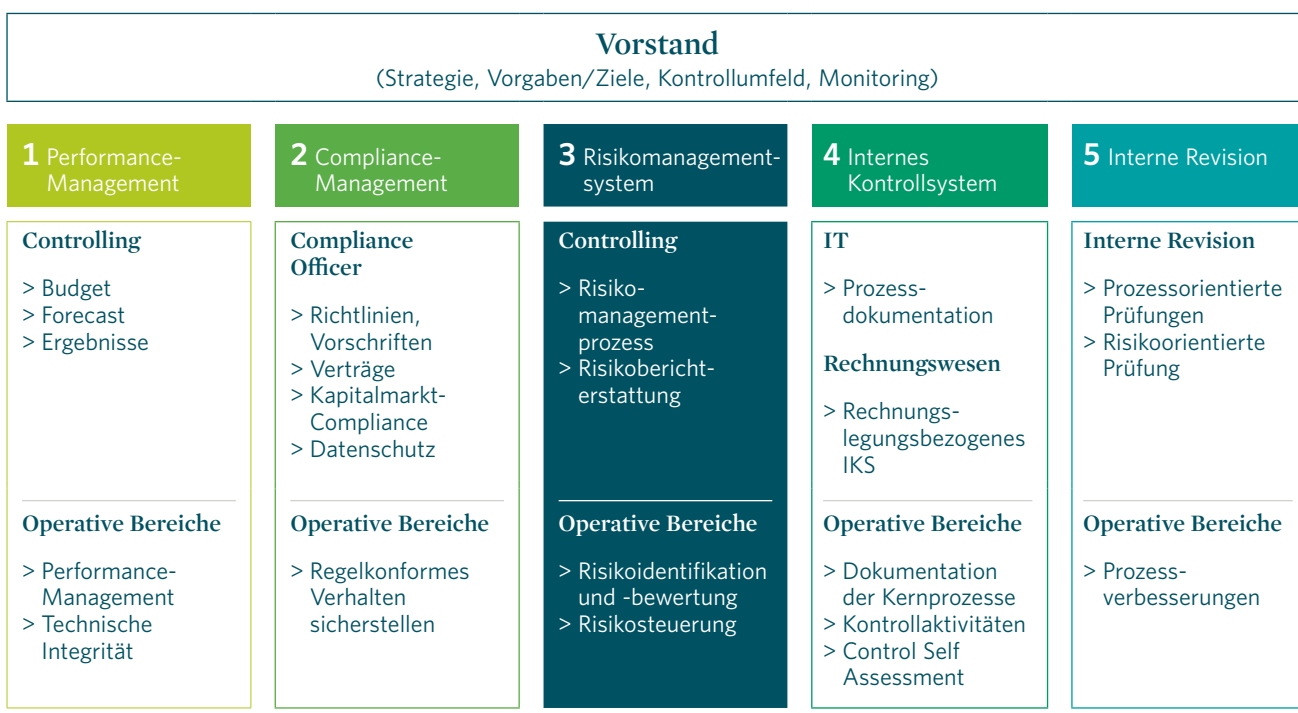 Vorstand
(Strategie, Vorgaben/Ziele, Kontrollumfeld, Monitoring)
1 Performance-
Management
Controlling
> Budget
> Forecast
> Ergebnisse
Operative Bereiche
> Performance-
Management
> Technische
Integrität
2 Compliance-
Management
Compliance
Officer
> Richtlinien,
Vorschriften
> Verträge
> Kapitalmarkt-
Compliance
> Datenschutz
Operative Bereiche
> Regelkonformes
Verhalten
sicherstellen
3 Risikomanagement-
system
Controlling
> Risiko-
management-
prozess
> Risikobericht-
erstattung
Operative Bereiche
> Risikoidentifikation
und -bewertung
> Risikosteuerung
4 Internes
Kontrollsystem
IT
> Prozess-
dokumentation
Rechnungswesen
> Rechnungs-
legungsbezogenes
IKS
Operative Bereiche
> Dokumentation
der Kernprozesse
> Kontrollaktivitäten
> Control Self
Assessment
5 Interne Revision
Interne Revision
> Prozessorientierte
Prüfungen
> Risikoorientierte
Prüfung
Operative Bereiche
> Prozess-
verbesserungen